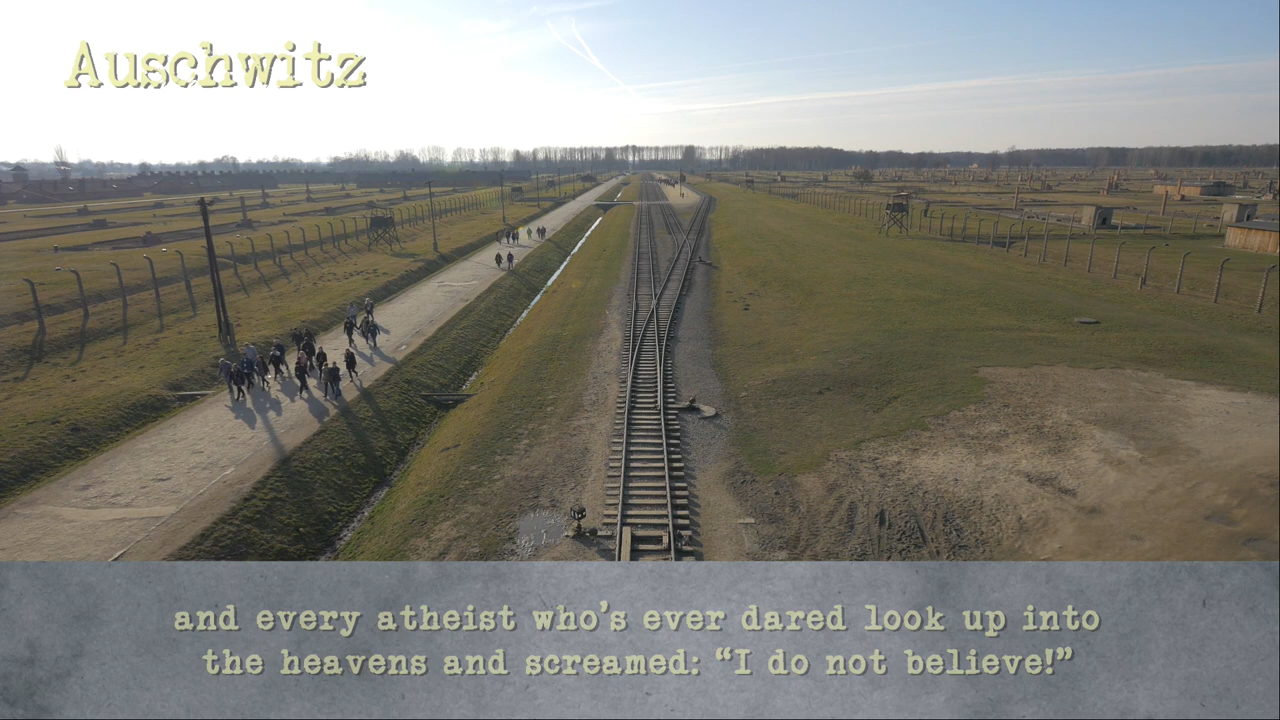 Auschwitz
and every atheist who’s ever dared look up into
the heavens and screamed: “I do not believe!”